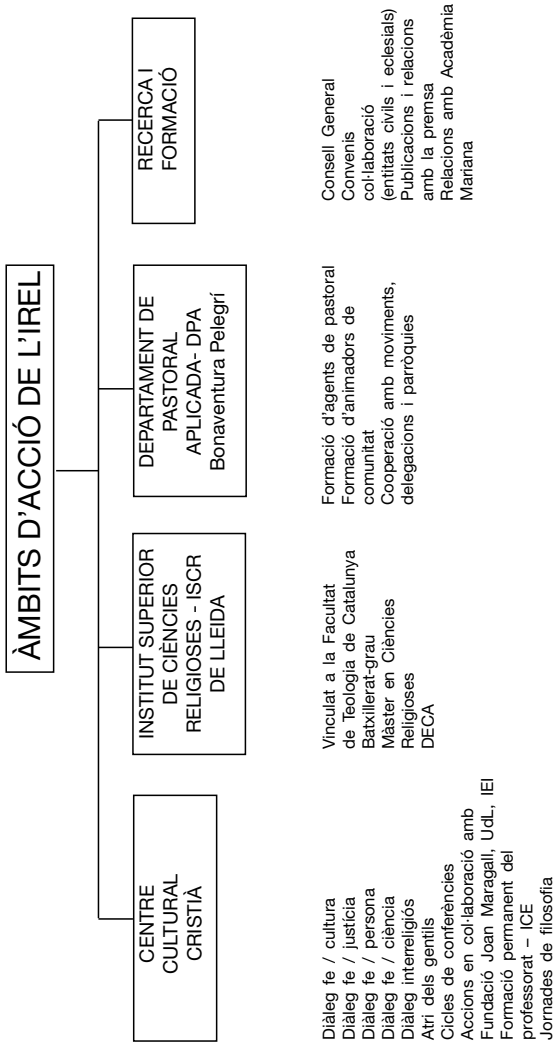 ÀMBITS D'ACCIÓ DE L'IREL
CENTRE
CULTURAL
CRISTIÀ
Diàleg fe / cultura
Diàleg fe / justícia
Diàleg fe / persona
Diàleg fe / ciència
Diàleg interreligiós
Atri dels gentils
Cicles de conferències
Accions en col·laboració amb
Fundació Joan Maragall, UdL, IEI
Formació permanent del
professorat – ICE
Jornades de filosofia
INSTITUT SUPERIOR
DE CIÈNCIES
RELIGIOSES - ISCR
DE LLEIDA
Vinculat a la Facultat
de Teologia de Catalunya
Batxillerat-grau
Màster en Ciències
Religioses
DECA
DEPARTAMENT DE
PASTORAL
APLICADA- DPA
Bonaventura Pelegrí
Formació d'agents de pastoral
Formació d'animadors de
comunitat
Cooperació amb moviments,
delegacions i parròquies
RECERCA I
FORMACIÓ
Consell General
Convenis
col·laboració
(entitats civils i eclesials)
Publicacions i relacions
amb la premsa
Relacions amb Acadèmia
Mariana